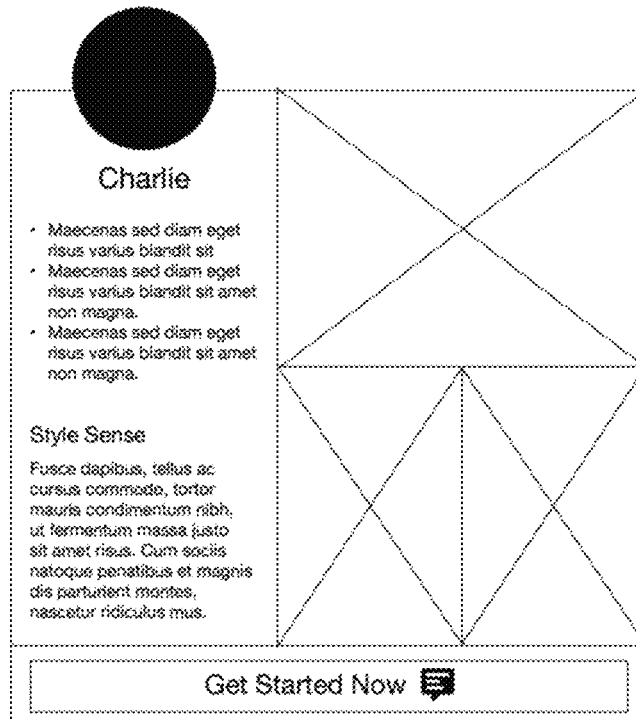 Charlie
• Maecenas sed diam eget
risus varius blandit sit
• Maecenas sed diam eget
risus varius blandit sit amet
non magna.
• Maecenas sed diam eget
risus varius blandit sit amet
non magna.
Style Sense
Fusce dapibus, tellus ac
cursus commodo, tortor
mauris condimentum nibh,
ut fermentum massa justo
sit amet risus. Cum sociis
natoque penatibus et magnis
dis parturient montes,
nascetur ridiculus mus.
Get Started Now